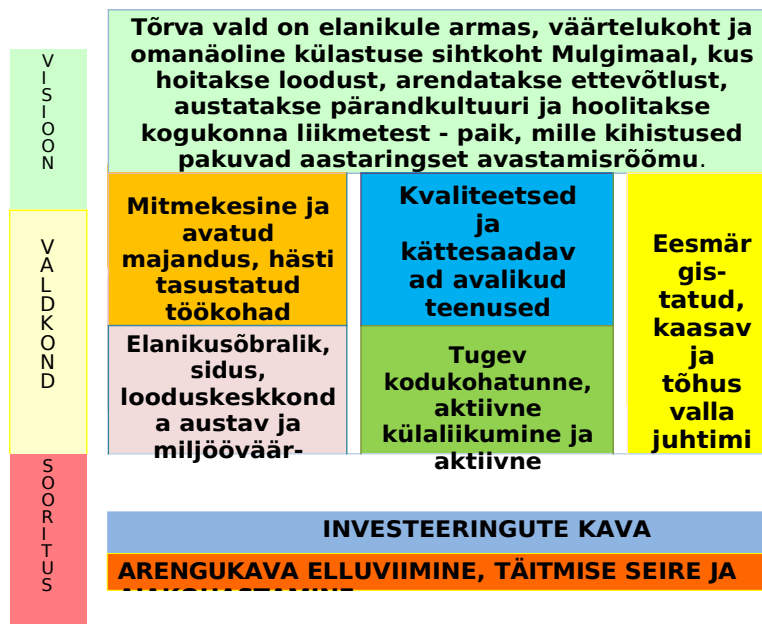 VISIOON
Tõrva vald on elanikule armas, väärtelukoht ja
omanäoline külastuse sihtkoht Mulgimaal, kus
hoitakse loodust, arendatakse ettevõtlust,
austatakse pärandkultuuri ja hoolitakse
kogukonna liikmetest - paik, mille kihistused
pakuvad aastaringset avastamisrõõmu.
VALDKOND
Mitmekesine ja
avatud
majandus, hästi
tasustatud
töökohad
Kvaliteetsed
ja
kättesaadav
ad avalikud
teenused
Eesmär
gis-
tatud,
kaasav
ja
tõhus
valla
juhtimi
Elanikusõbralik,
sidus,
looduskeskkond
a austav ja
miljööväär-
Tugev
kodukohatunne,
aktiivne
külaliikumine ja
aktiivne
SOORITUS
INVESTEERINGUTE KAVA
ARENGUKAVA ELLUVIIMINE, TÄITMISE SEIRE JA